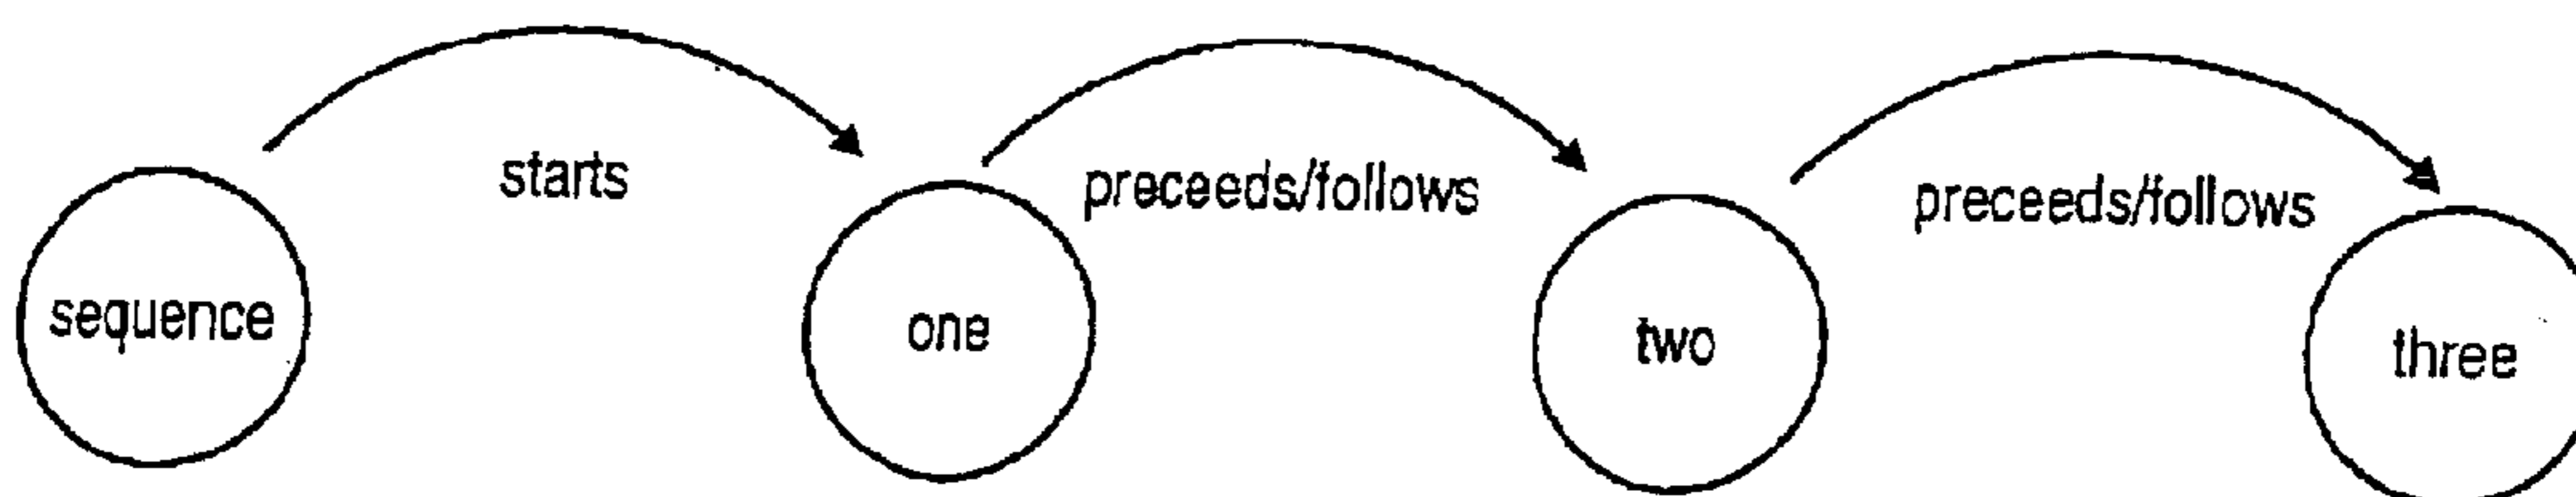 starts
preceeds/follows
preceeds/follows
sequence
one
two
three